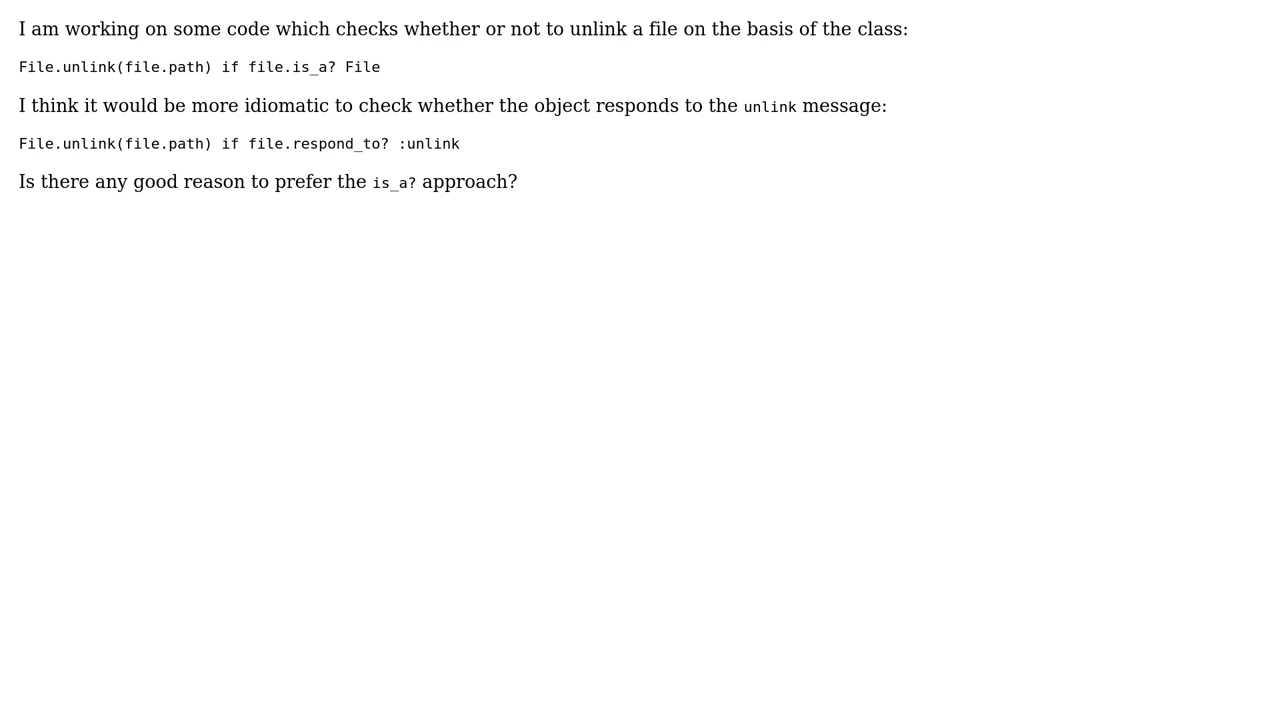 I am working on some code which checks whether or not to unlink a file on the basis of the class:
File.unlink(file.path) if file.is_a? File
I think it would be more idiomatic to check whether the object responds to the unlink message:
File.unlink(file.path) if file.respond_to? :unlink
Is there any good reason to prefer the is_a? approach?